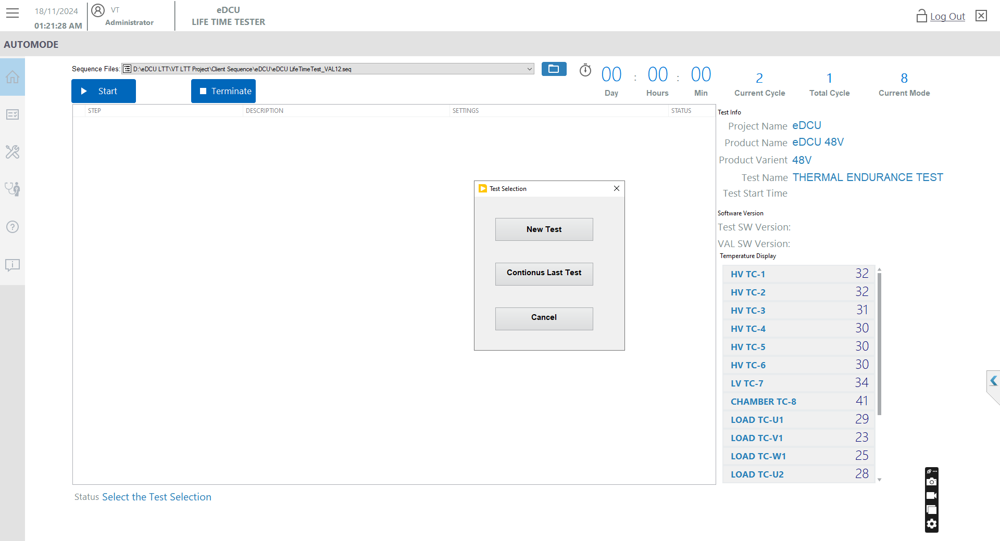 18/11/2024
01:21:28 AM
VT
Administrator
eDCU
LIFE TIME TESTER
Log Out
AUTOMODE
Sequence Files: D:\eDCU LTT\VT LTT Project\Client Sequence\eDCU\eDCU LifeTimeTest_VAL12.seq
Start
Terminate
00 : 00 : 00
Day Hours Min
2 1 8
Current Cycle Total Cycle Current Mode
STEP DESCRIPTION SETTINGS STATUS
Test Info
Project Name eDCU
Product Name eDCU 48V
Product Varient 48V
Test Name THERMAL ENDURANCE TEST
Test Start Time
Test Selection
New Test
Contionus Last Test
Cancel
Software Version
Test SW Version:
VAL SW Version:
Temperature Display
HV TC-1 32
HV TC-2 32
HV TC-3 31
HV TC-4 30
HV TC-5 30
HV TC-6 30
LV TC-7 34
CHAMBER TC-8 41
LOAD TC-U1 29
LOAD TC-V1 23
LOAD TC-W1 25
LOAD TC-U2 28
Status Select the Test Selection